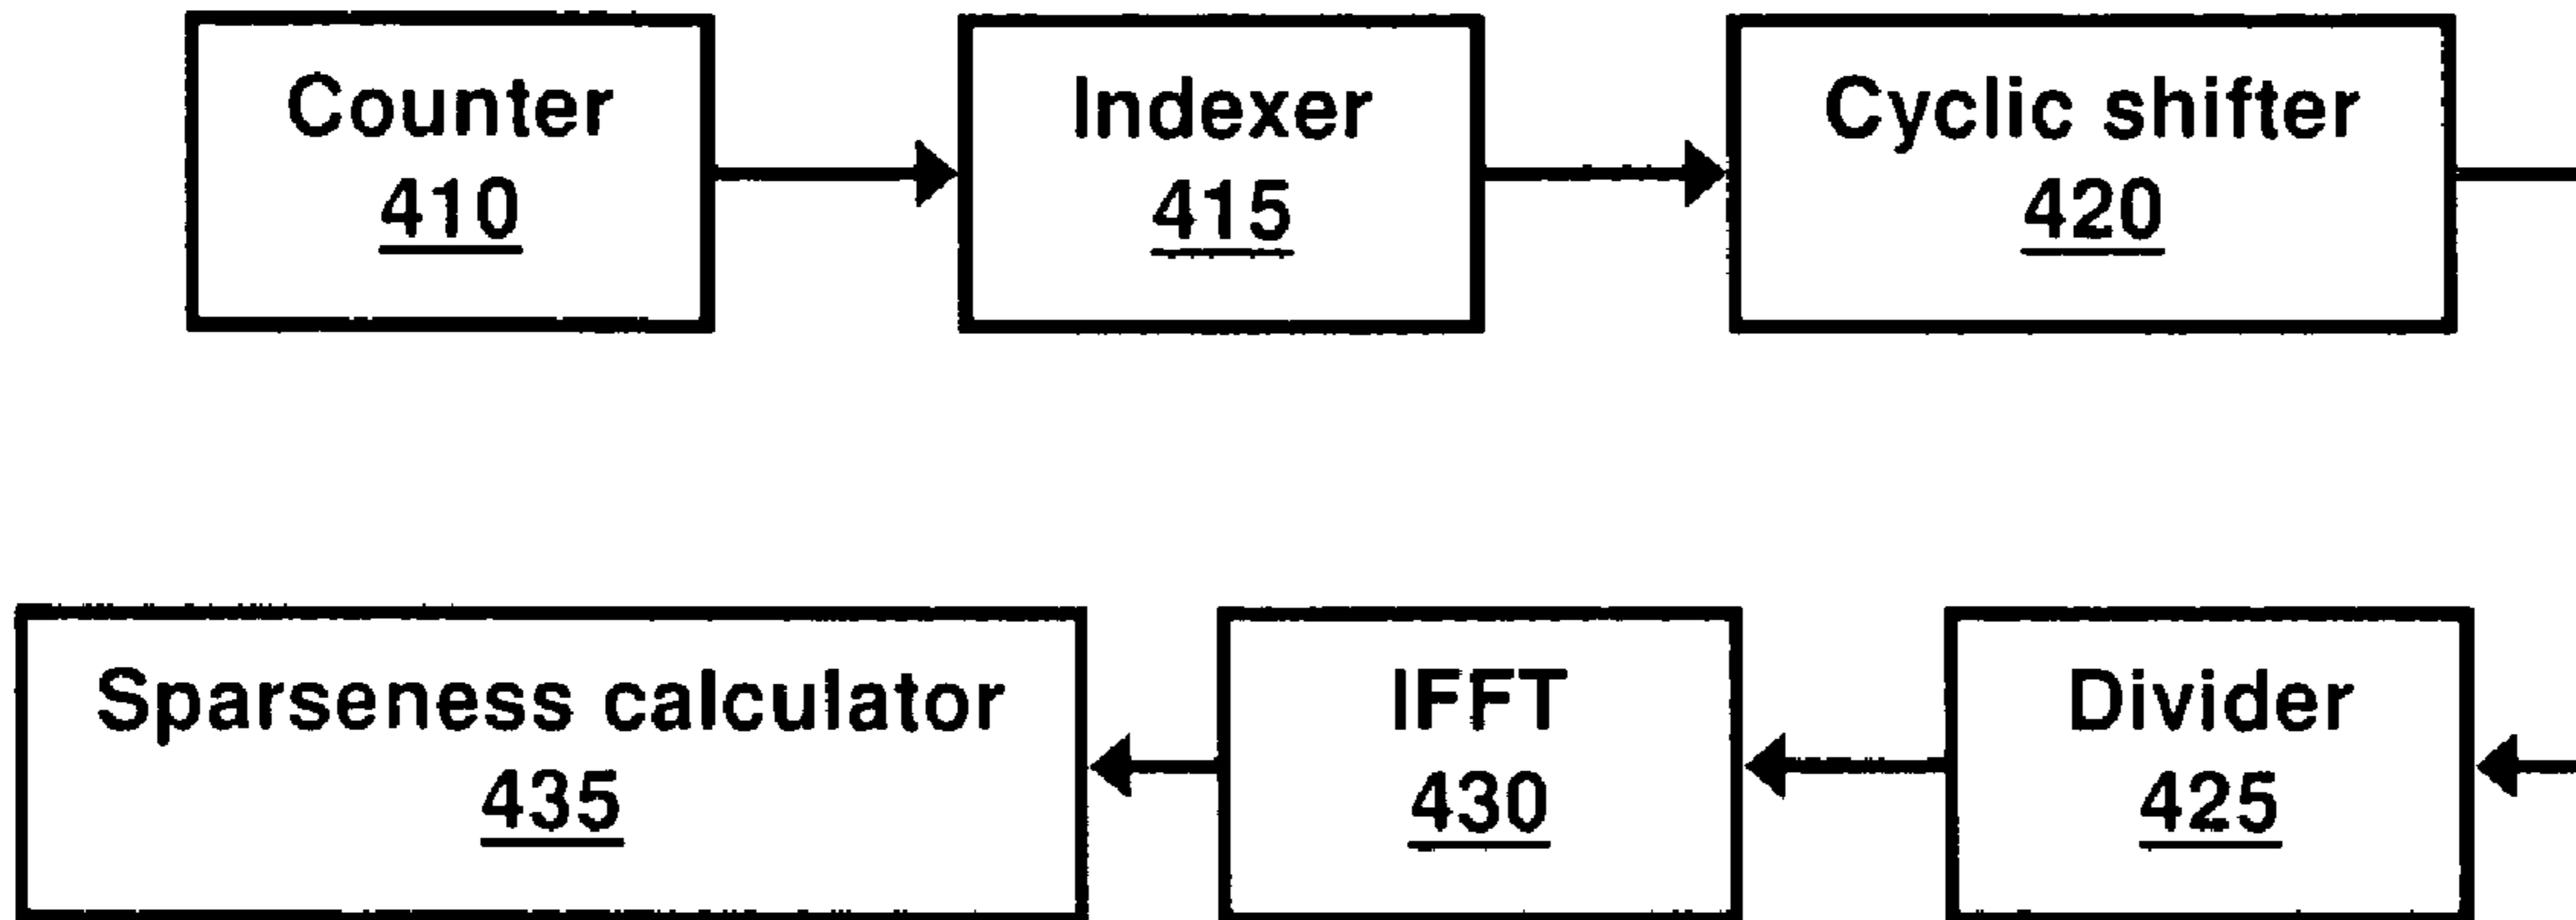 Counter
410
Indexer
415
Cyclic shifter
420
Sparseness calculator
435
IFFT
430
Divider
425